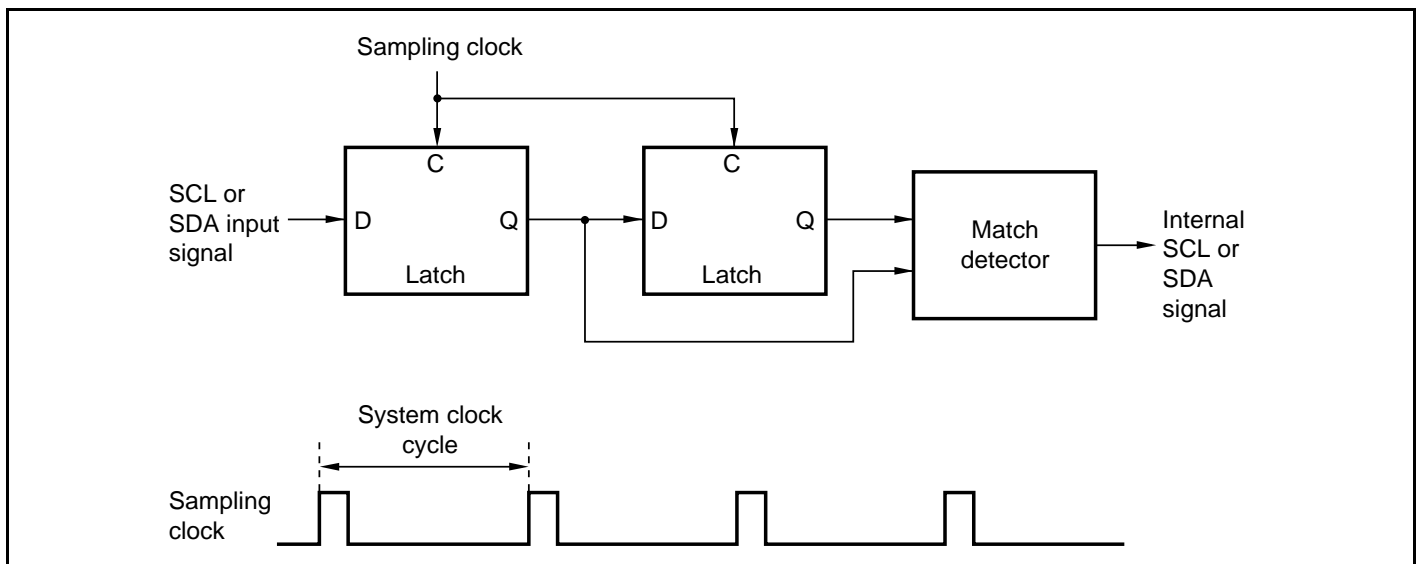 Sampling clock
C
C
SCL or
SDA input
signal
D
Q
D
Q
Latch
Latch
Match
detector
Internal
SCL or
SDA
signal
System clock
cycle
Sampling
clock